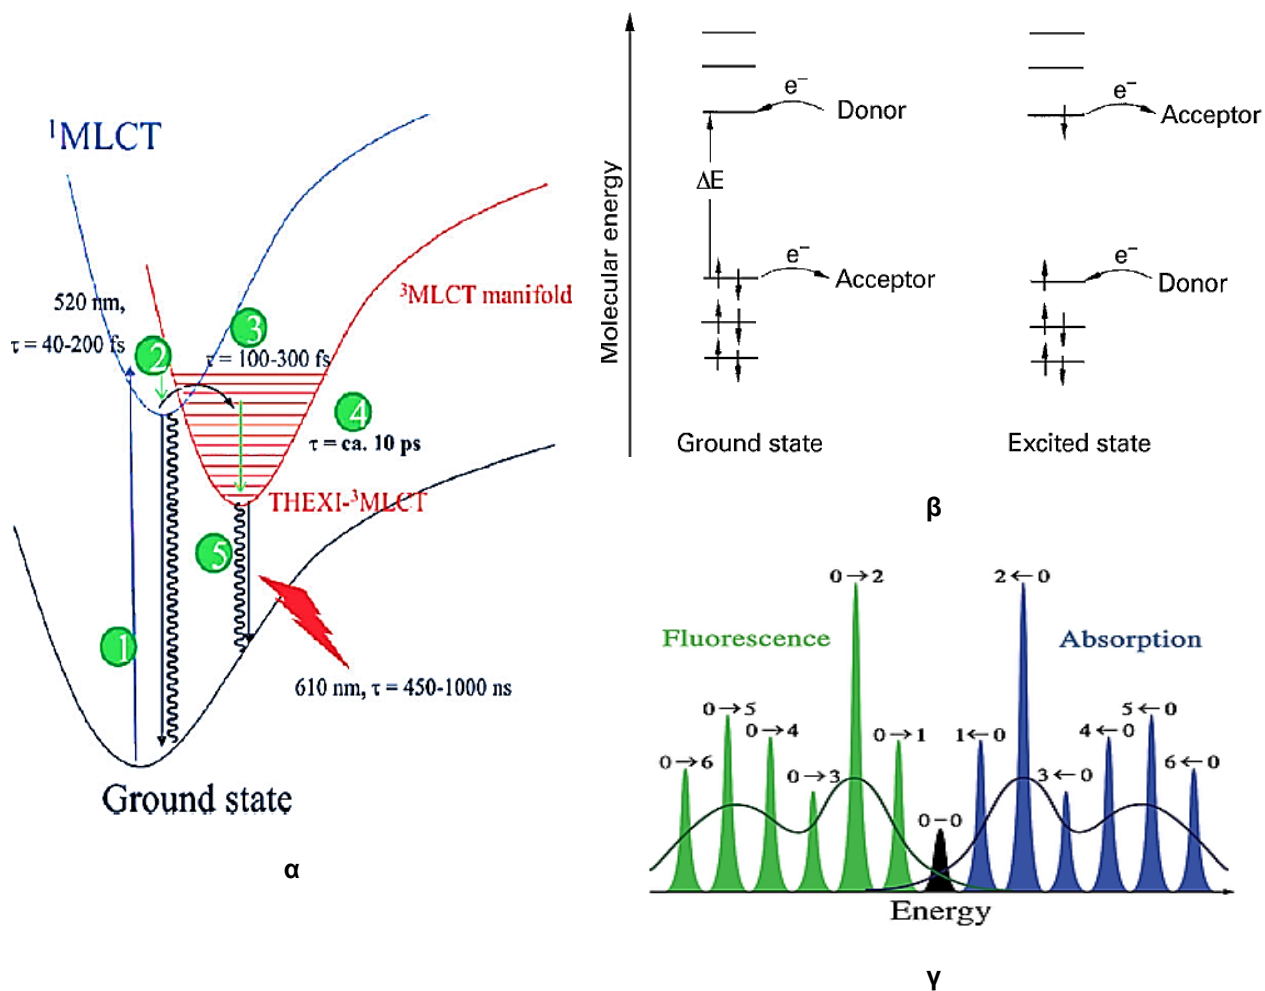 ¹MLCT
520 nm,
τ = 40-200 fs
2
3
τ = 100-300 fs
³MLCT manifold
4
τ = ca. 10 ps
THEXI-³MLCT
5
1
610 nm, τ = 450-1000 ns
Ground state
α
Molecular energy
e⁻
Donor
ΔE
e⁻
Acceptor
Ground state
e⁻
Acceptor
e⁻
Donor
Excited state
β
0→2
2←0
Fluorescence
Absorption
0→5
0→4
0→6
0→3
0→1
0-0
1←0
3←0
4←0
5←0
6←0
Energy
γ